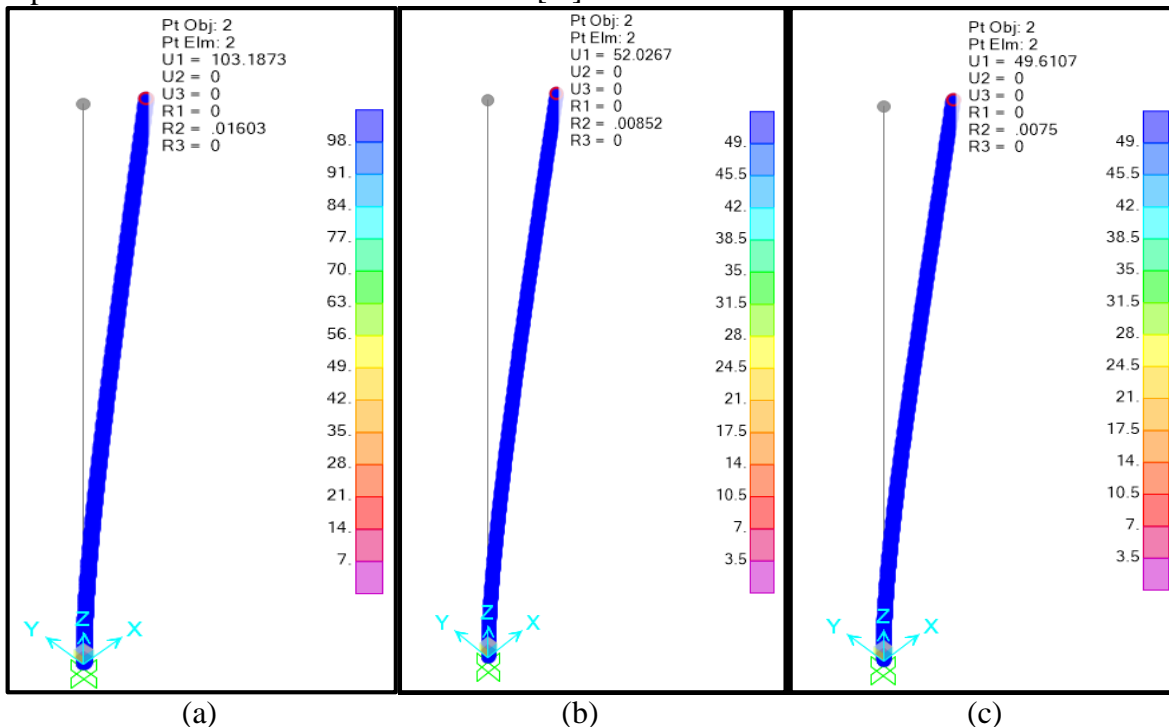 Pt Obj: 2
Pt Elm: 2
U1 = 103.1873
U2 = 0
U3 = 0
R1 = 0
R2 = .01603
R3 = 0
98.
91.
84.
77.
70.
63.
56.
49.
42.
35.
28.
21.
14.
7.
Z
Y
X
(a)
Pt Obj: 2
Pt Elm: 2
U1 = 52.0267
U2 = 0
U3 = 0
R1 = 0
R2 = .00852
R3 = 0
49.
45.5
42.
38.5
35.
31.5
28.
24.5
21.
17.5
14.
10.5
7.
3.5
Z
Y
X
(b)
Pt Obj: 2
Pt Elm: 2
U1 = 49.6107
U2 = 0
U3 = 0
R1 = 0
R2 = .0075
R3 = 0
49.
45.5
42.
38.5
35.
31.5
28.
24.5
21.
17.5
14.
10.5
7.
3.5
Z
Y
X
(c)